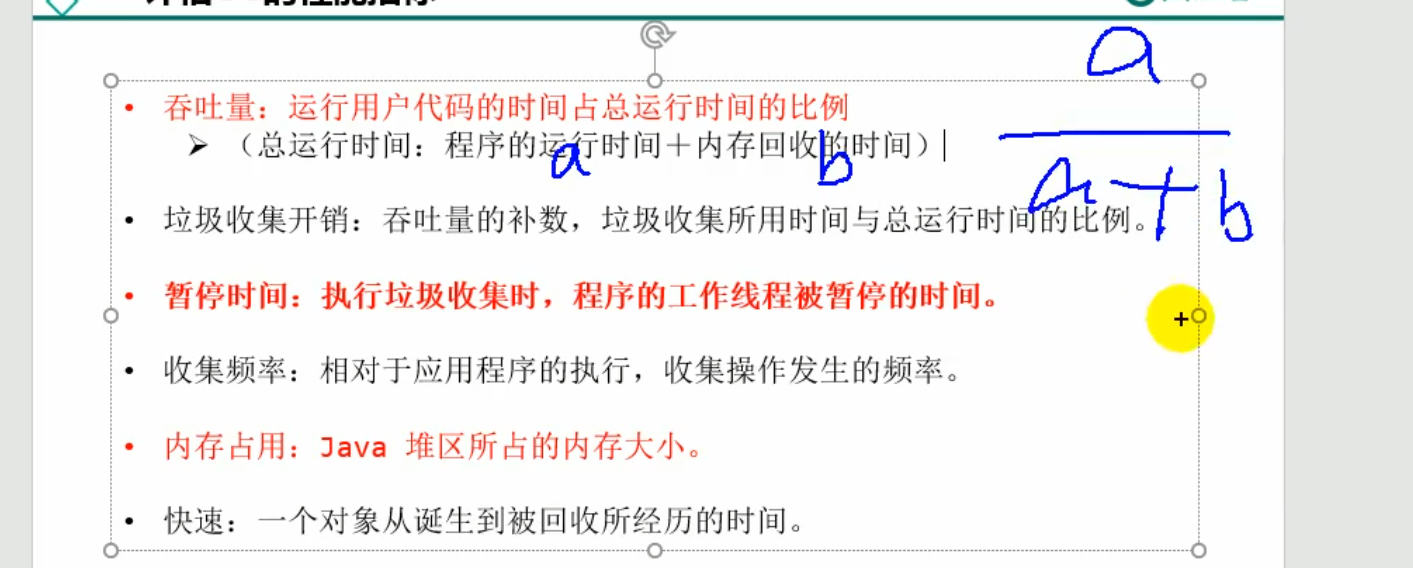 吞吐量：运行用户代码的时间占总运行时间的比例
（总运行时间：程序的运行时间＋内存回收的时间）
a
b
a
a+b
垃圾收集开销：吞吐量的补数，垃圾收集所用时间与总运行时间的比例。
暂停时间：执行垃圾收集时，程序的工作线程被暂停的时间。
收集频率：相对于应用程序的执行，收集操作发生的频率。
内存占用：Java 堆区所占的内存大小。
快速：一个对象从诞生到被回收所经历的时间。